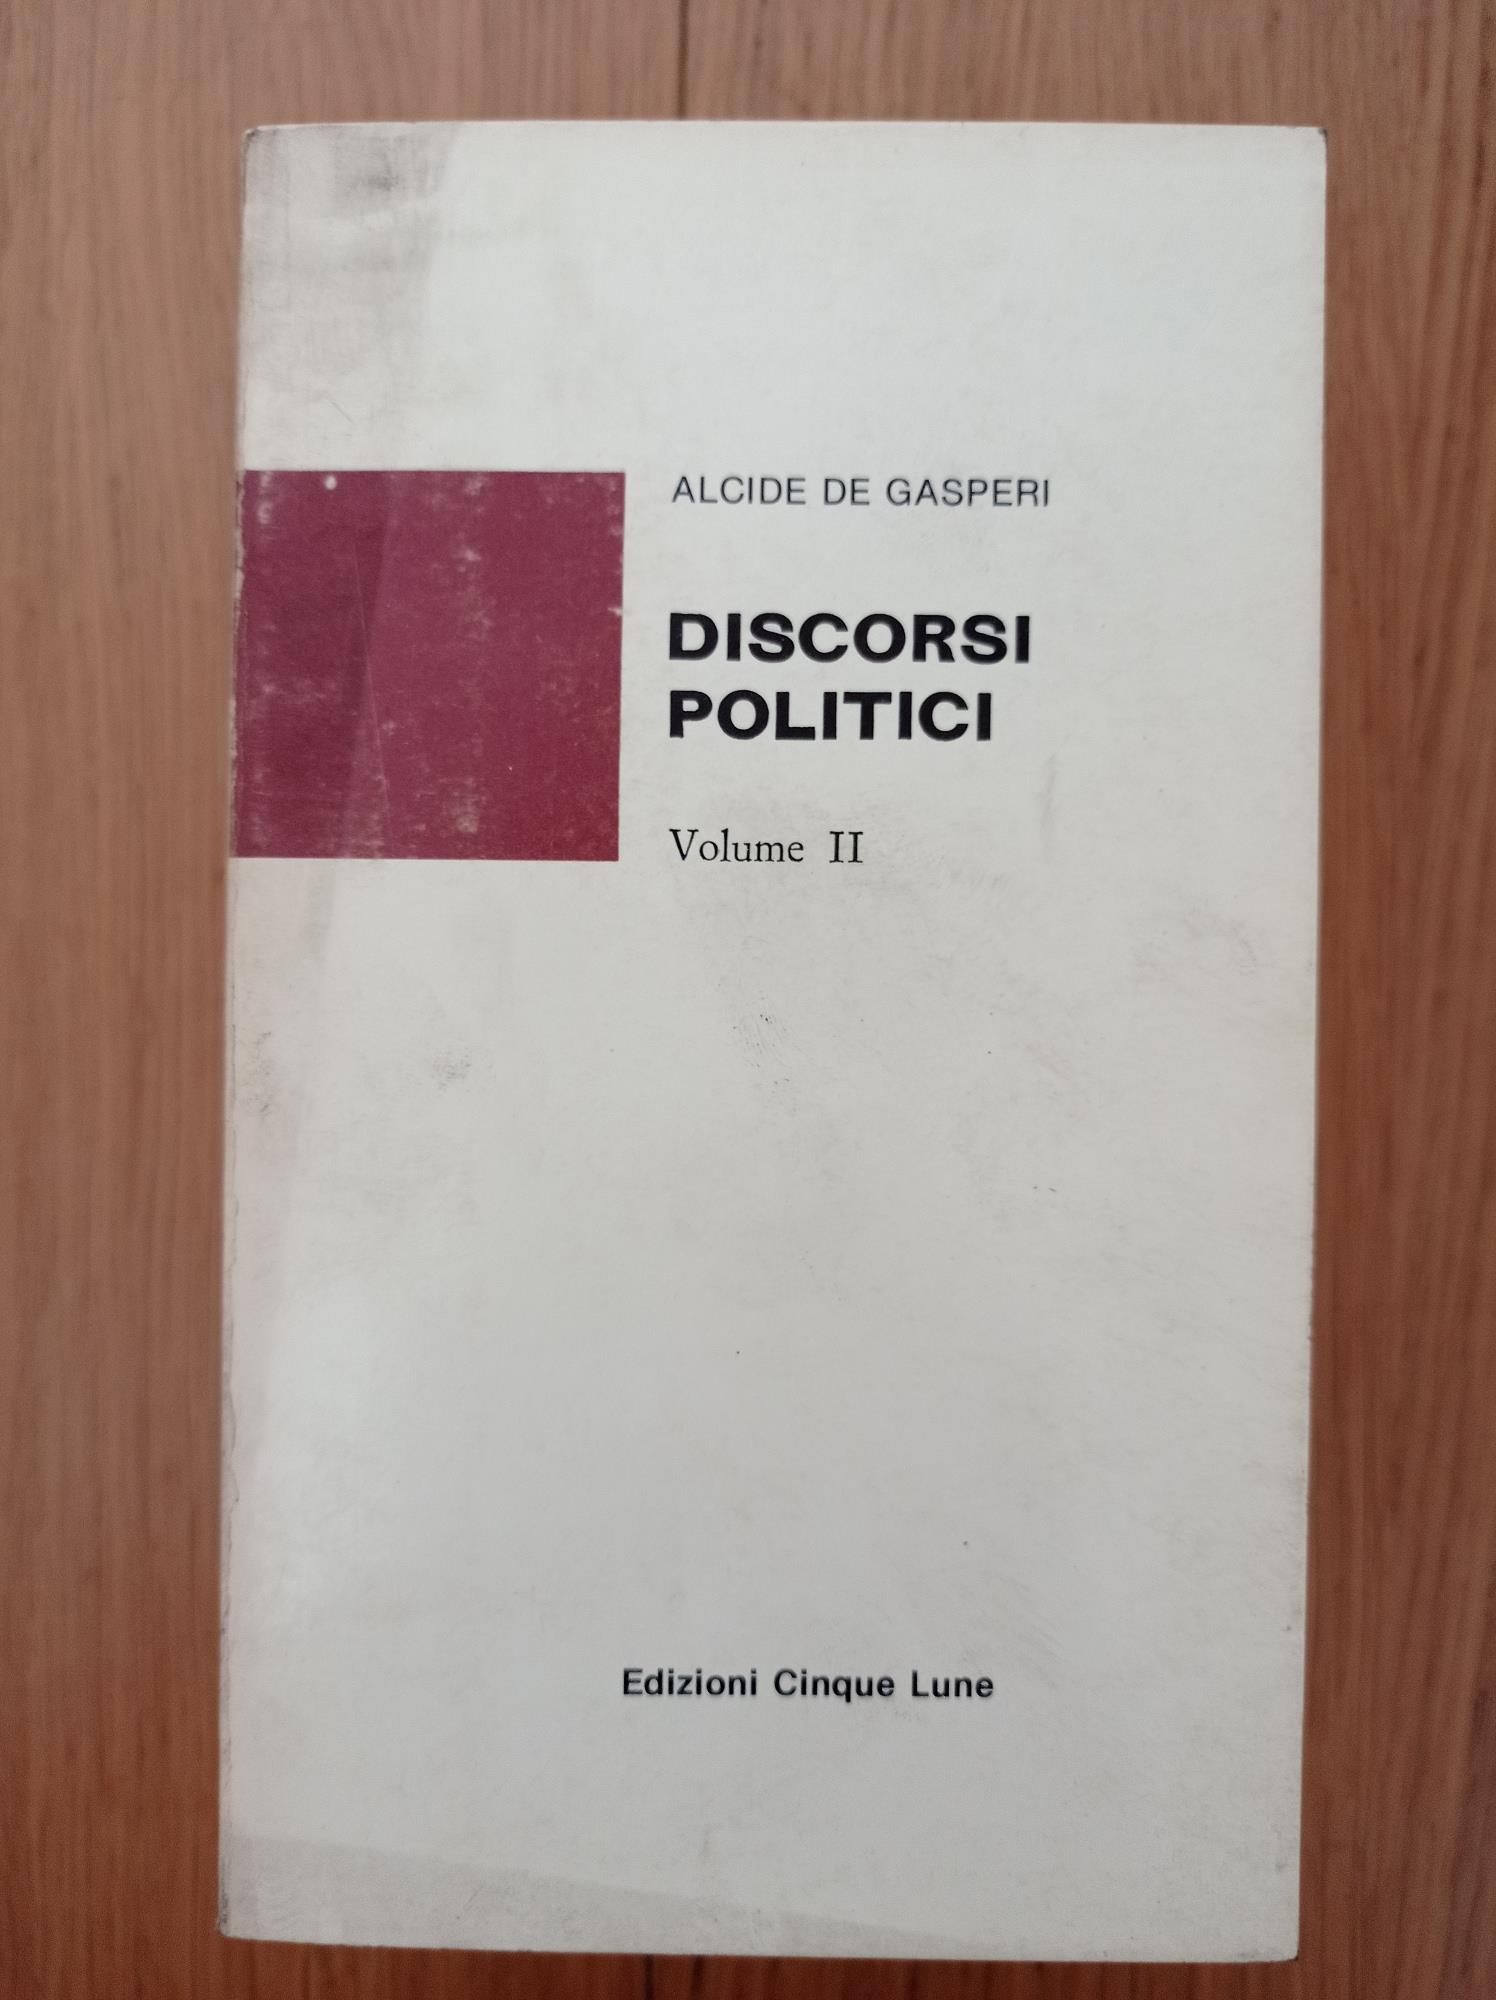 ALCIDE DE GASPERI
DISCORSI
POLITICI
Volume II
Edizioni Cinque Lune